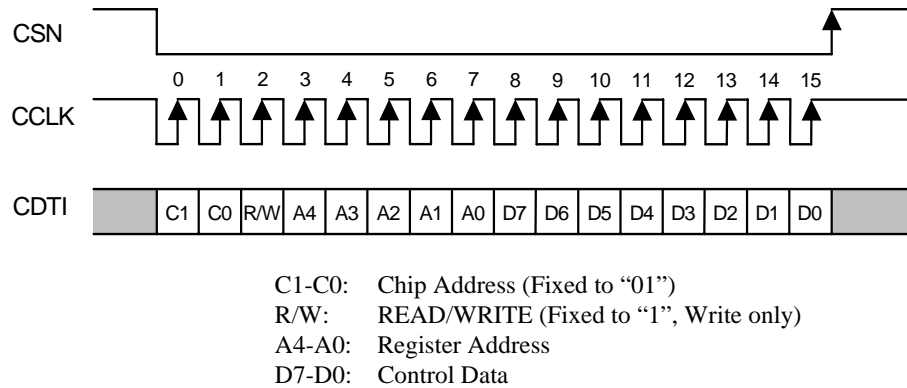 CSN
0 1 2 3 4 5 6 7 8 9 10 11 12 13 14 15
CCLK
CDTI C1 C0 R/W A4 A3 A2 A1 A0 D7 D6 D5 D4 D3 D2 D1 D0
C1-C0: Chip Address (Fixed to “01”)
R/W: READ/WRITE (Fixed to “1”, Write only)
A4-A0: Register Address
D7-D0: Control Data